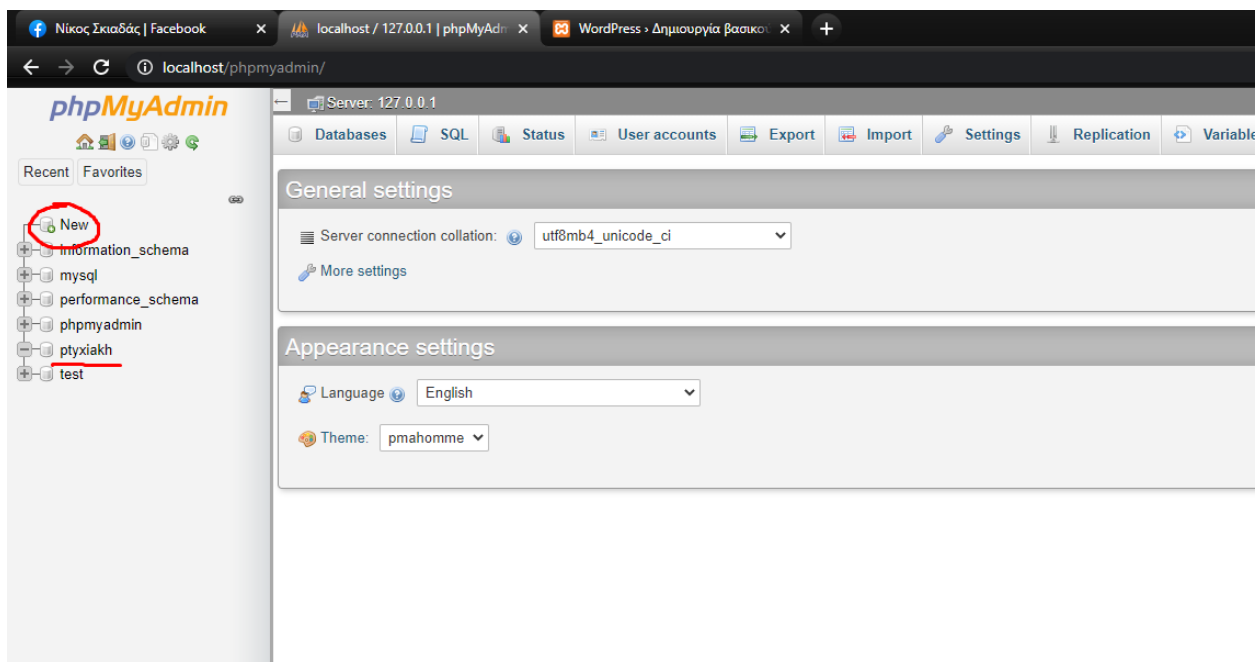 Νίκος Σκιαδάς | Facebook
localhost / 127.0.0.1 | phpMyAdm
WordPress › Δημιουργία βασικού
localhost/phpmyadmin/
phpMyAdmin
Server: 127.0.0.1
Databases SQL Status User accounts Export Import Settings Replication Variable
Recent Favorites
New
information_schema
mysql
performance_schema
phpmyadmin
ptyxiakh
test
General settings
Server connection collation: utf8mb4_unicode_ci
More settings
Appearance settings
Language English
Theme: pmahomme